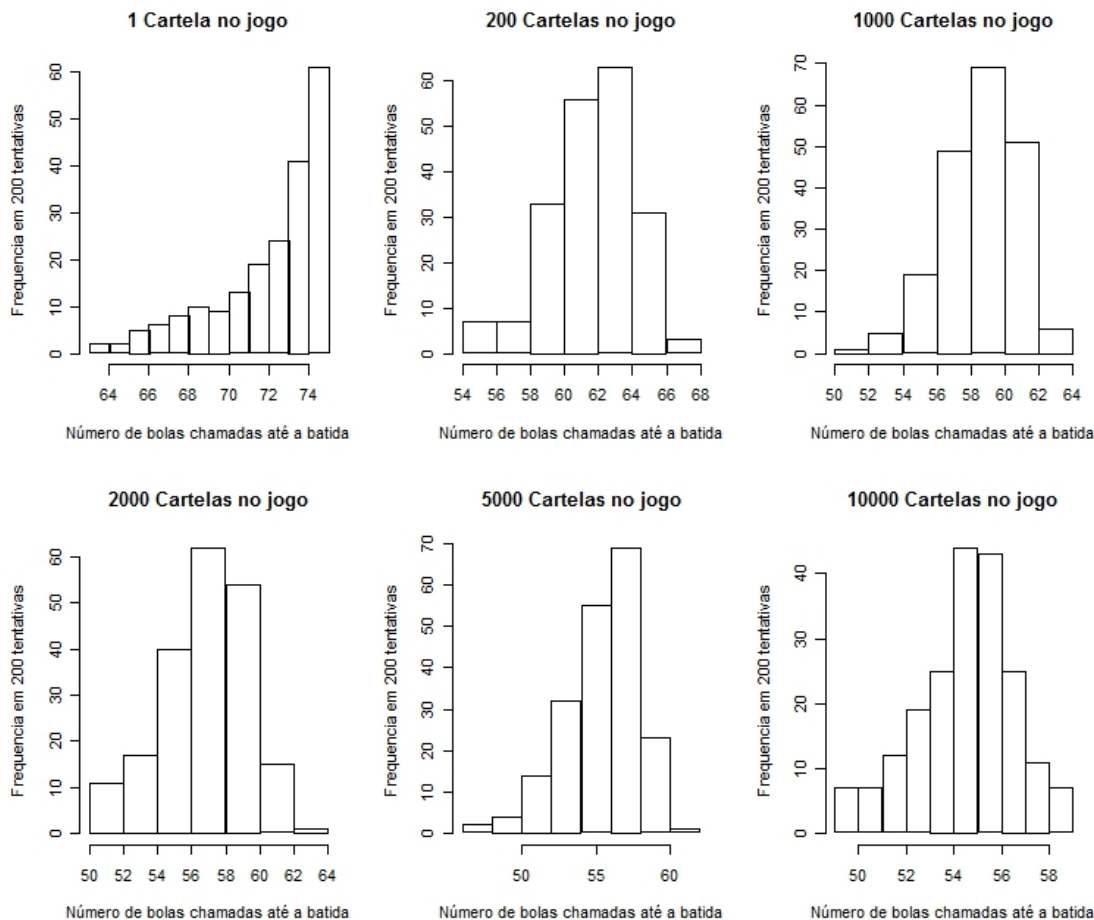 1 Cartela no jogo
Frequencia em 200 tentativas
0 10 20 30 40 50 60
64 66 68 70 72 74
Número de bolas chamadas até a batida
200 Cartelas no jogo
Frequencia em 200 tentativas
0 10 20 30 40 50 60
54 56 58 60 62 64 66 68
Número de bolas chamadas até a batida
1000 Cartelas no jogo
Frequencia em 200 tentativas
0 10 20 30 40 50 60 70
50 52 54 56 58 60 62 64
Número de bolas chamadas até a batida
2000 Cartelas no jogo
Frequencia em 200 tentativas
0 10 20 30 40 50 60
50 52 54 56 58 60 62 64
Número de bolas chamadas até a batida
5000 Cartelas no jogo
Frequencia em 200 tentativas
0 10 20 30 40 50 60 70
50 55 60
Número de bolas chamadas até a batida
10000 Cartelas no jogo
Frequencia em 200 tentativas
0 10 20 30 40
50 52 54 56 58
Número de bolas chamadas até a batida